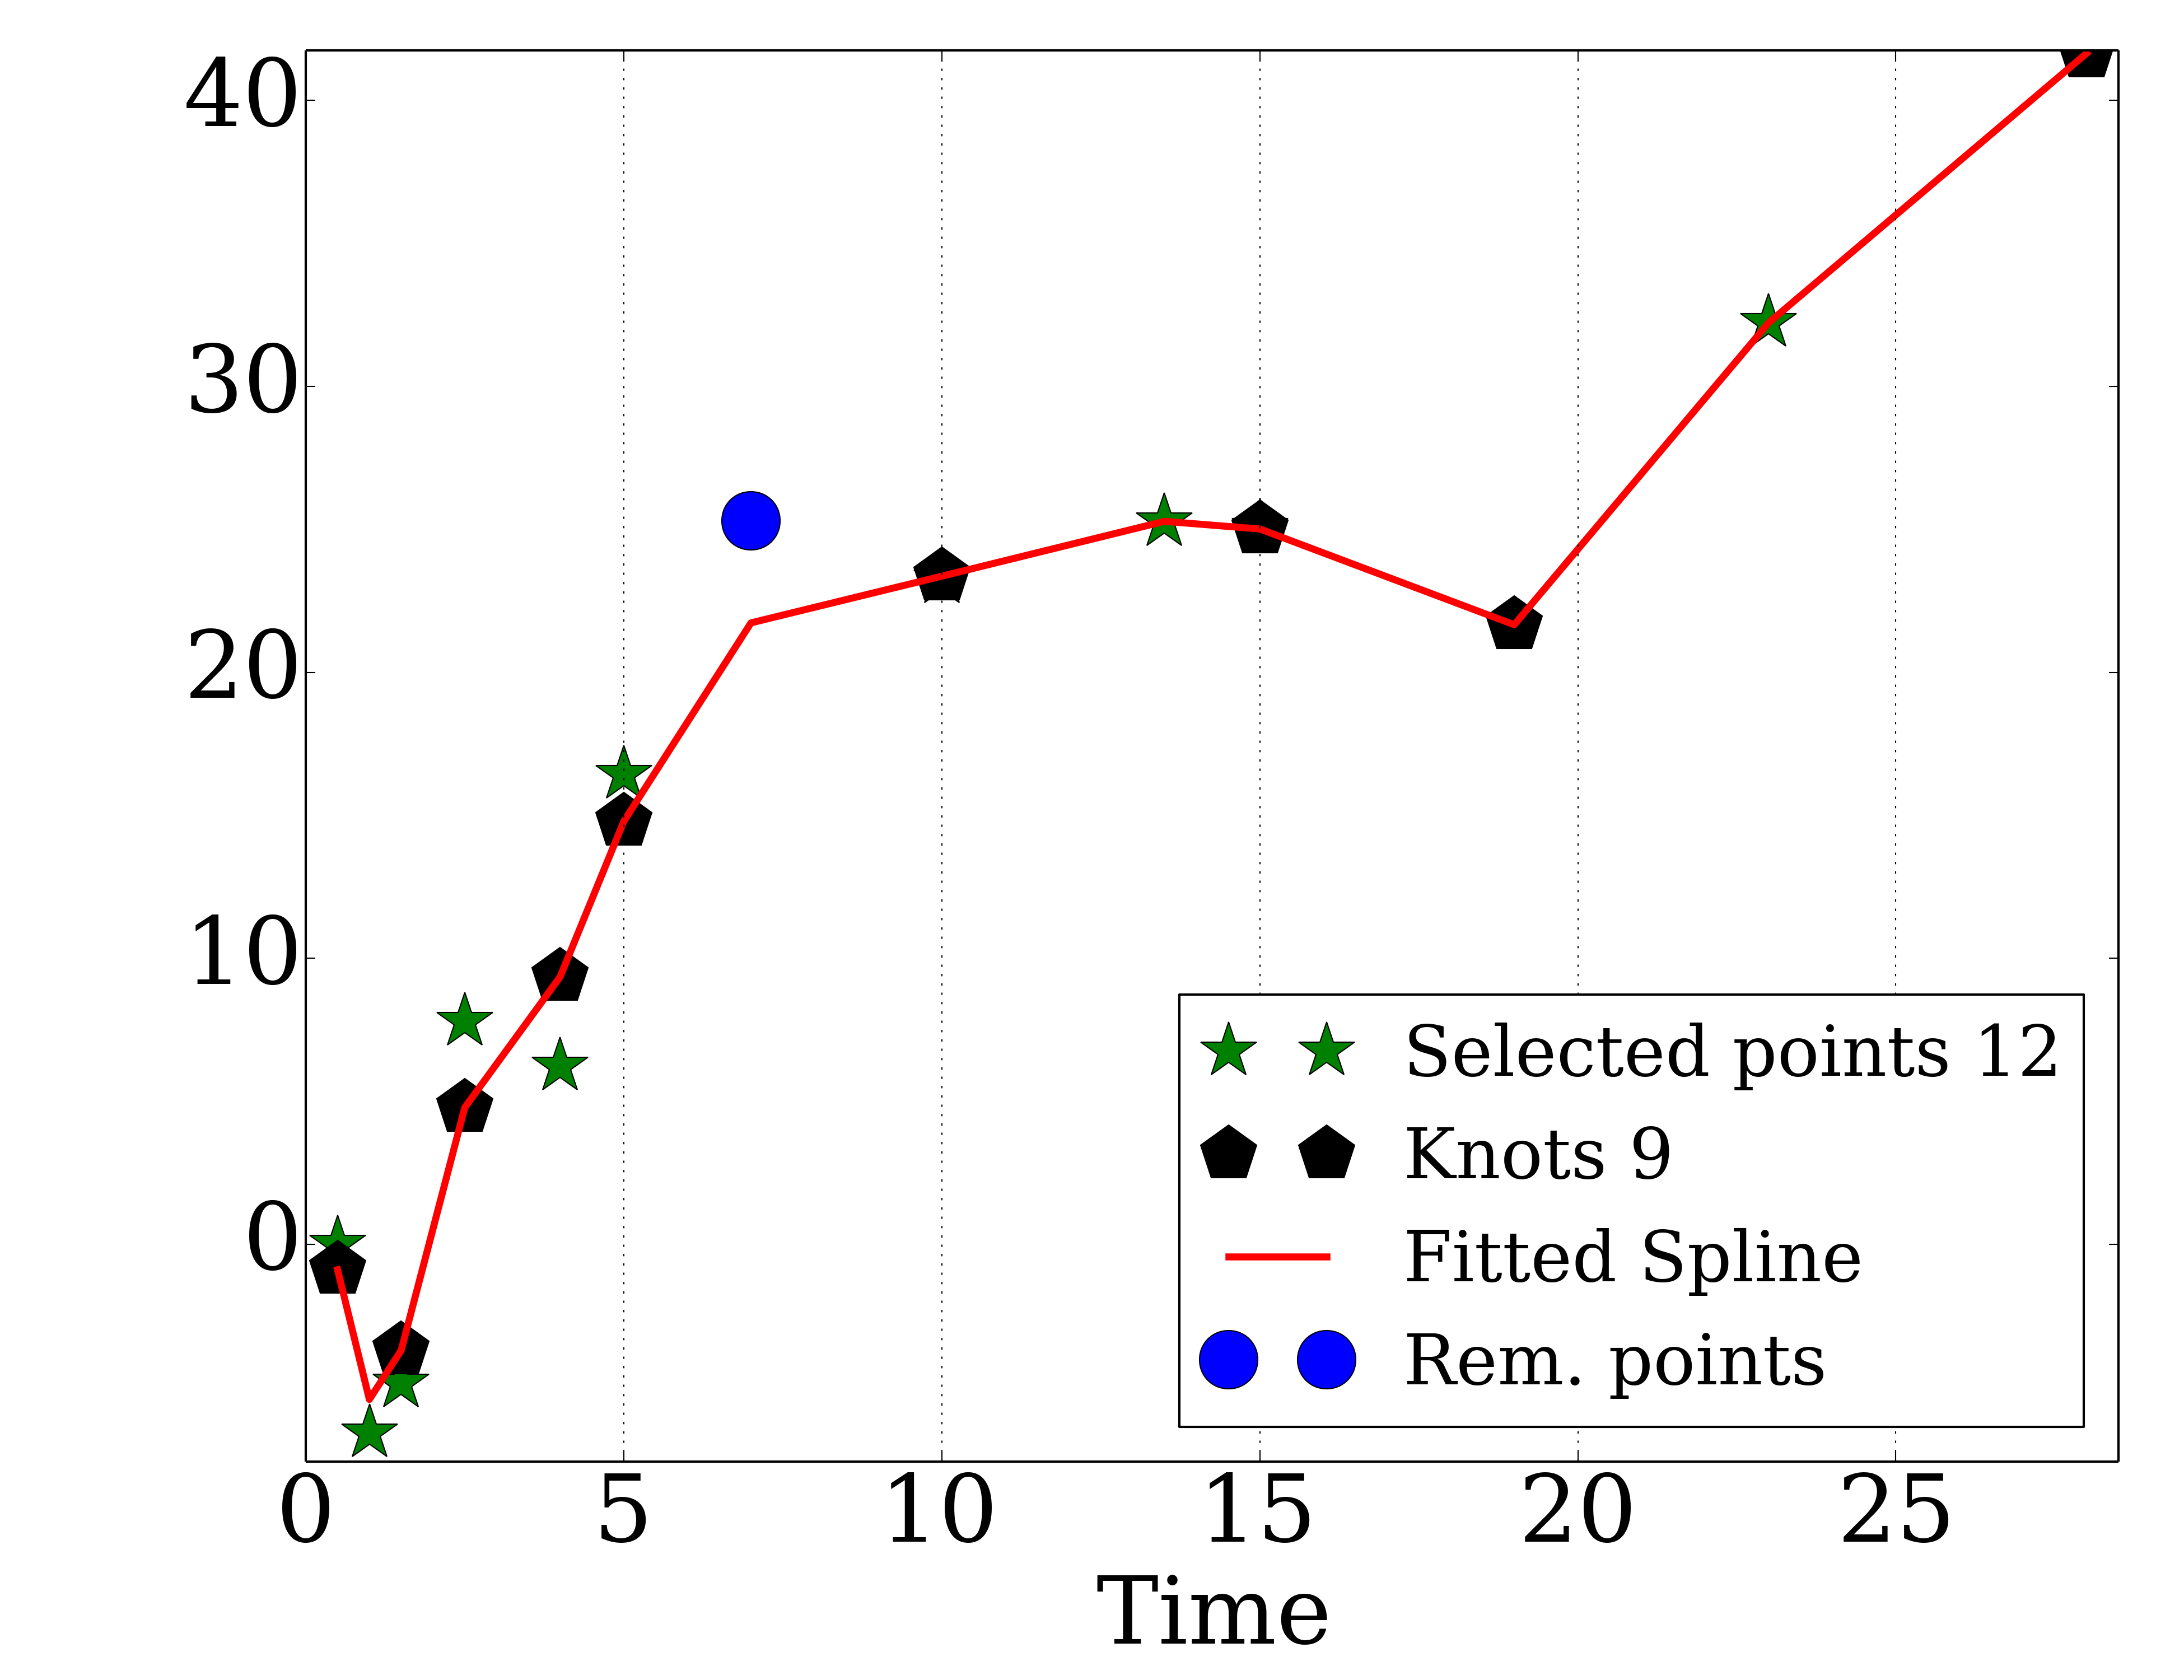 40
30
20
10
0
Selected points 12
Knots 9
Fitted Spline
Rem. points
0 5 10 15 20 25
Time